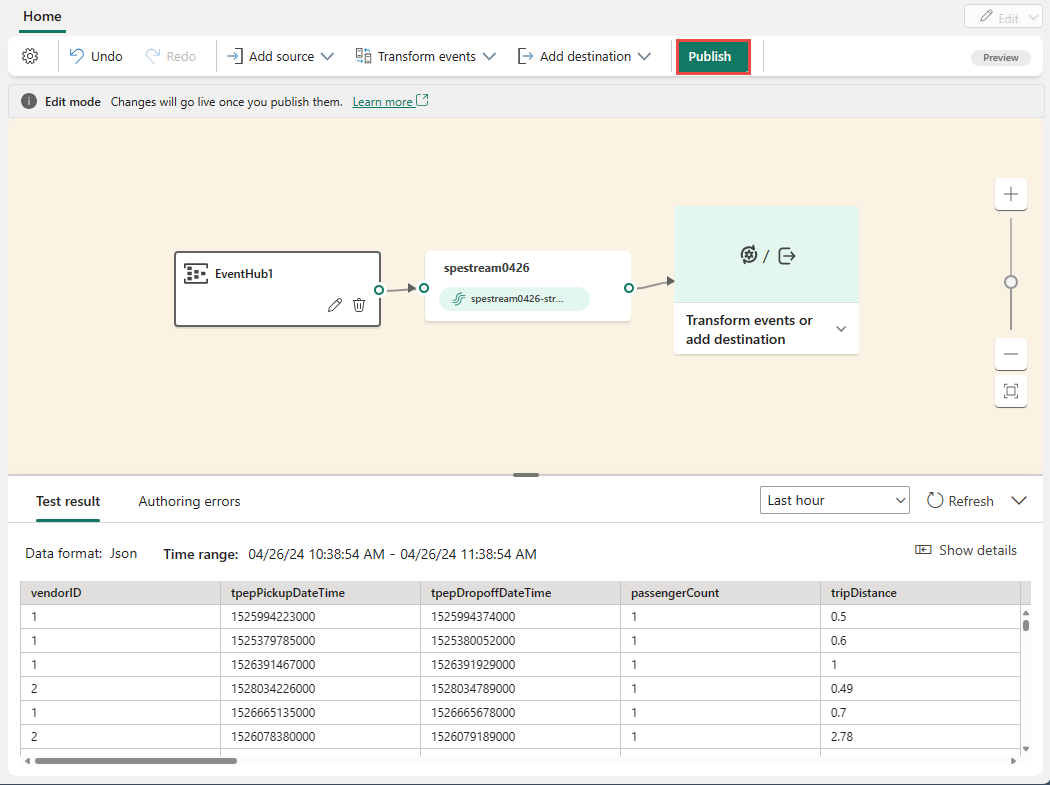 Home
Edit
Undo Redo Add source Transform events Add destination Publish Preview
Edit mode Changes will go live once you publish them. Learn more
EventHub1
spestream0426
spestream0426-str...
/
Transform events or
add destination
Test result Authoring errors Last hour Refresh
Data format: Json Time range: 04/26/24 10:38:54 AM - 04/26/24 11:38:54 AM Show details
vendorID tpepPickupDateTime tpepDropoffDateTime passengerCount tripDistance
1 1525994223000 1525994374000 1 0.5
1 1525379785000 1525380052000 1 0.6
1 1526391467000 1526391929000 1 1
2 1528034226000 1528034789000 1 0.49
1 1526665135000 1526665678000 1 0.7
2 1526078380000 1526079189000 1 2.78